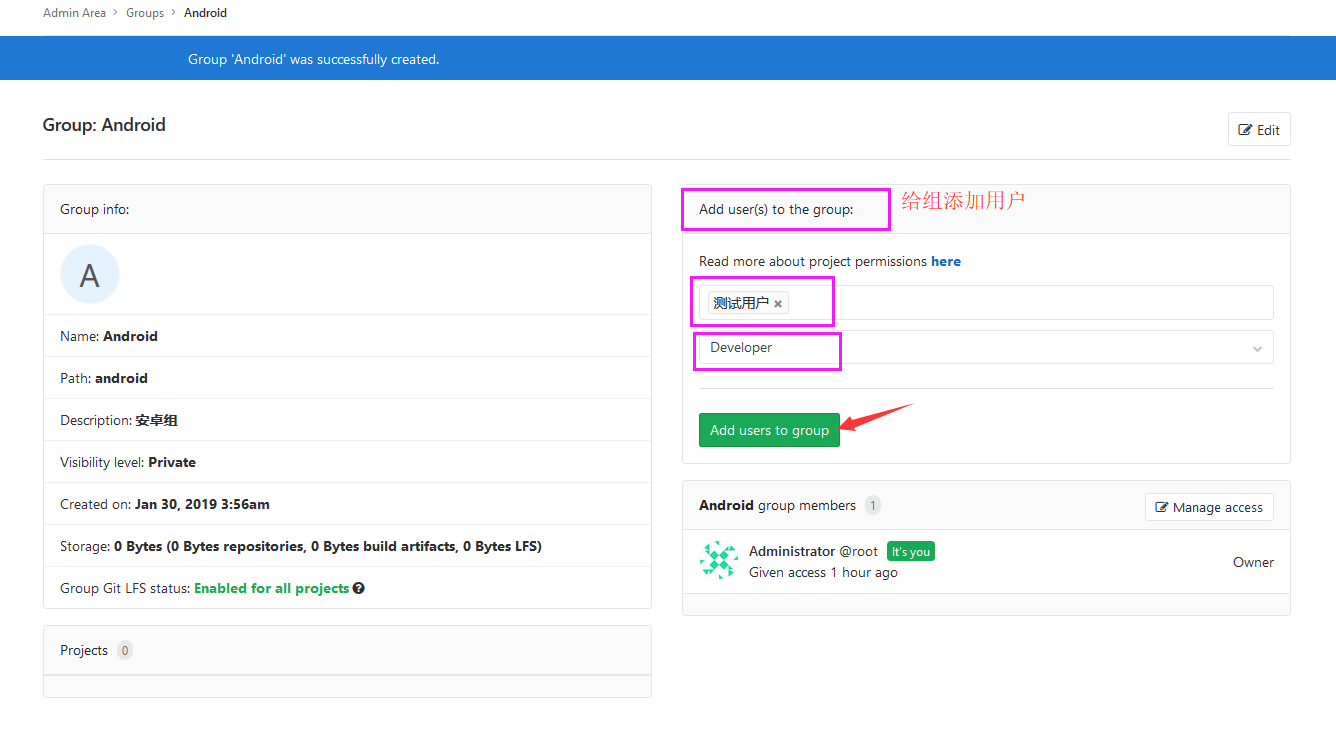 Admin Area > Groups > Android
Group 'Android' was successfully created.
Group: Android
Edit
Group info:
A
Name: Android
Path: android
Description: 安卓组
Visibility level: Private
Created on: Jan 30, 2019 3:56am
Storage: 0 Bytes (0 Bytes repositories, 0 Bytes build artifacts, 0 Bytes LFS)
Group Git LFS status: Enabled for all projects
Projects 0
Add user(s) to the group:
给组添加用户
Read more about project permissions here
测试用户 ×
Developer
Add users to group
Android group members 1
Manage access
Administrator @root It's you
Given access 1 hour ago
Owner